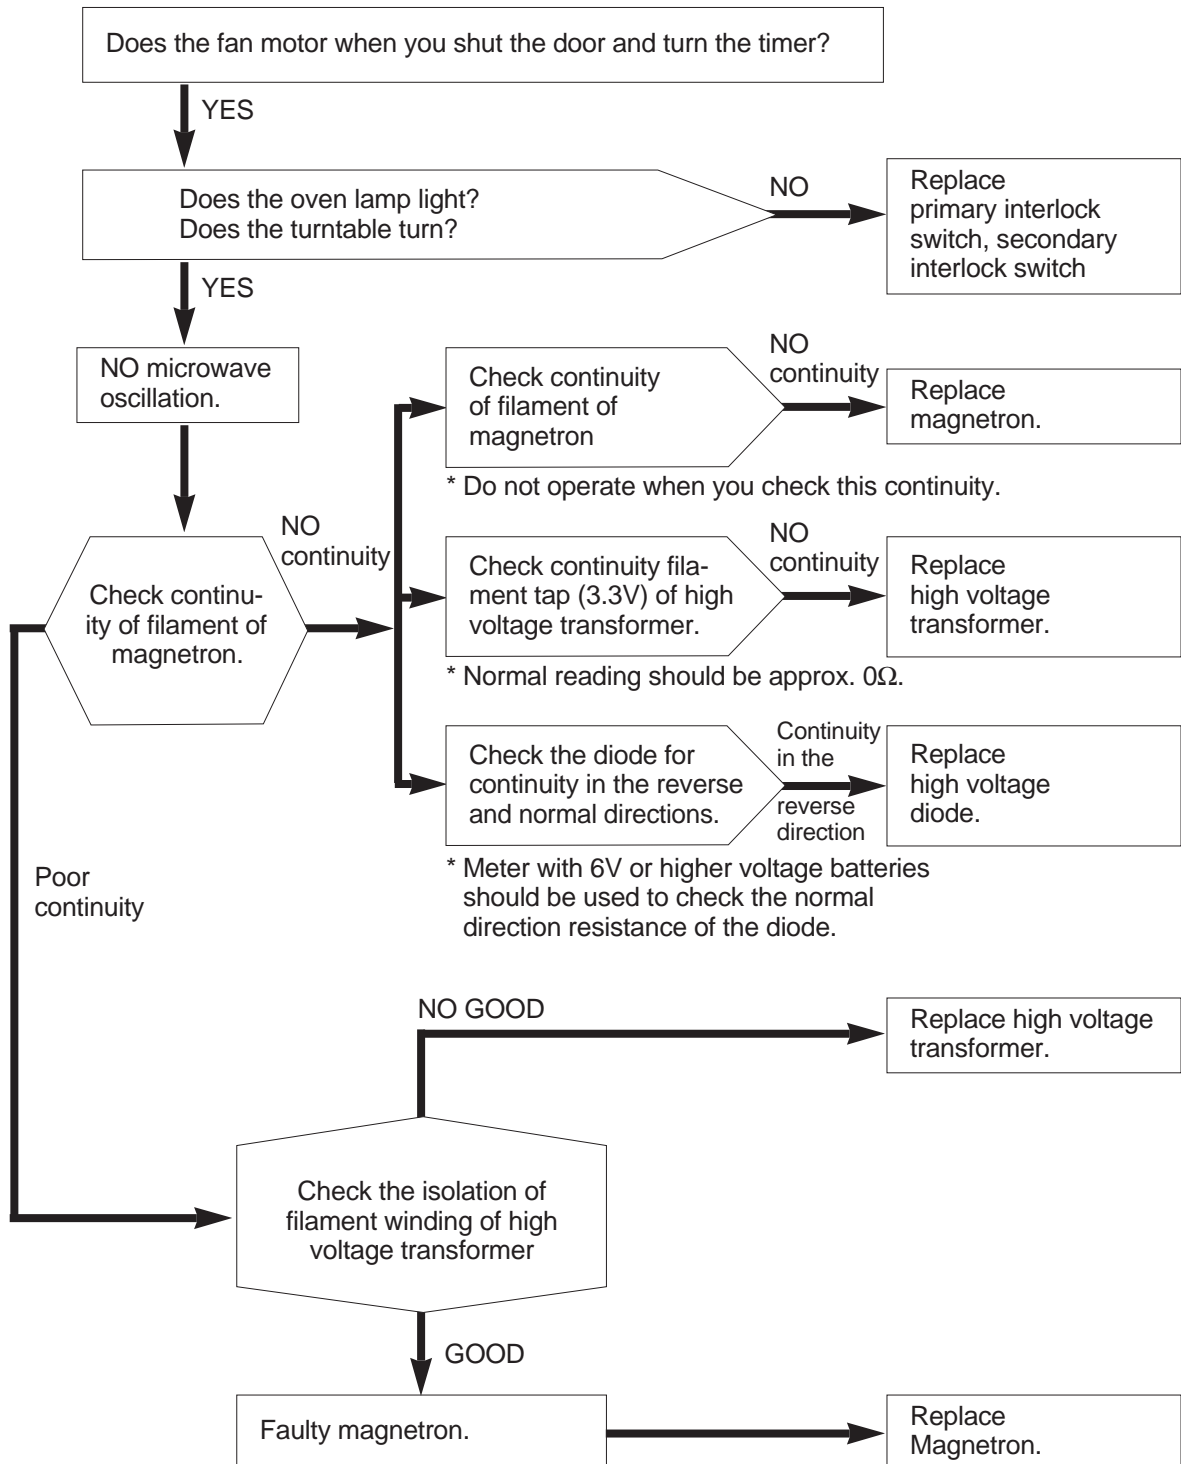 Does the fan motor when you shut the door and turn the timer?
YES
Does the oven lamp light?
Does the turntable turn?
NO
Replace
primary interlock
switch, secondary
interlock switch
YES
NO microwave
oscillation.
Check continuity
of filament of
magnetron
NO
continuity
Replace
magnetron.
* Do not operate when you check this continuity.
Check continu-
ity of filament of
magnetron.
NO
continuity
Check continuity fila-
ment tap (3.3V) of high
voltage transformer.
NO
continuity
Replace
high voltage
transformer.
* Normal reading should be approx. 0Ω.
Check the diode for
continuity in the reverse
and normal directions.
Continuity
in the
reverse
direction
Replace
high voltage
diode.
* Meter with 6V or higher voltage batteries
should be used to check the normal
direction resistance of the diode.
Poor
continuity
NO GOOD
Replace high voltage
transformer.
Check the isolation of
filament winding of high
voltage transformer
GOOD
Faulty magnetron.
Replace
Magnetron.